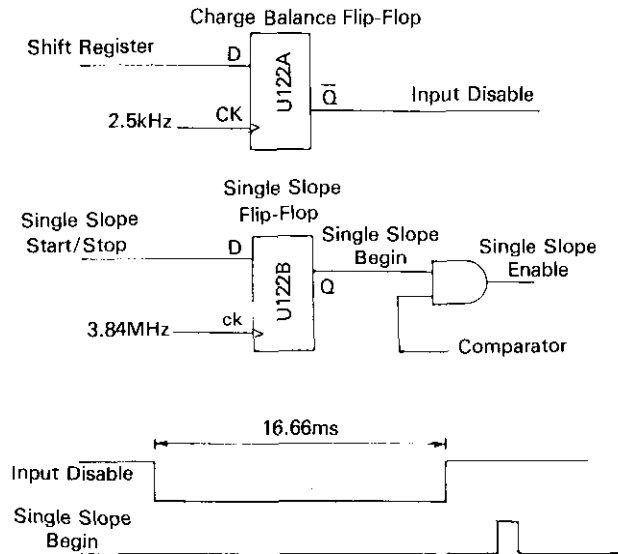 Charge Balance Flip-Flop
Shift Register
D
U122A
Q
CK
2.5kHz
Input Disable
Single Slope
Flip-Flop
Single Slope
Start/Stop
D
U122B
Single Slope
Begin
Q
Single Slope
Enable
ck
3.84MHz
Comparator
16.66ms
Input Disable
Single Slope
Begin